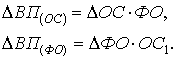 ΔВП(ОС) = ΔОС · ФО,
ΔВП(ФО) = ΔФО · ОС₁.